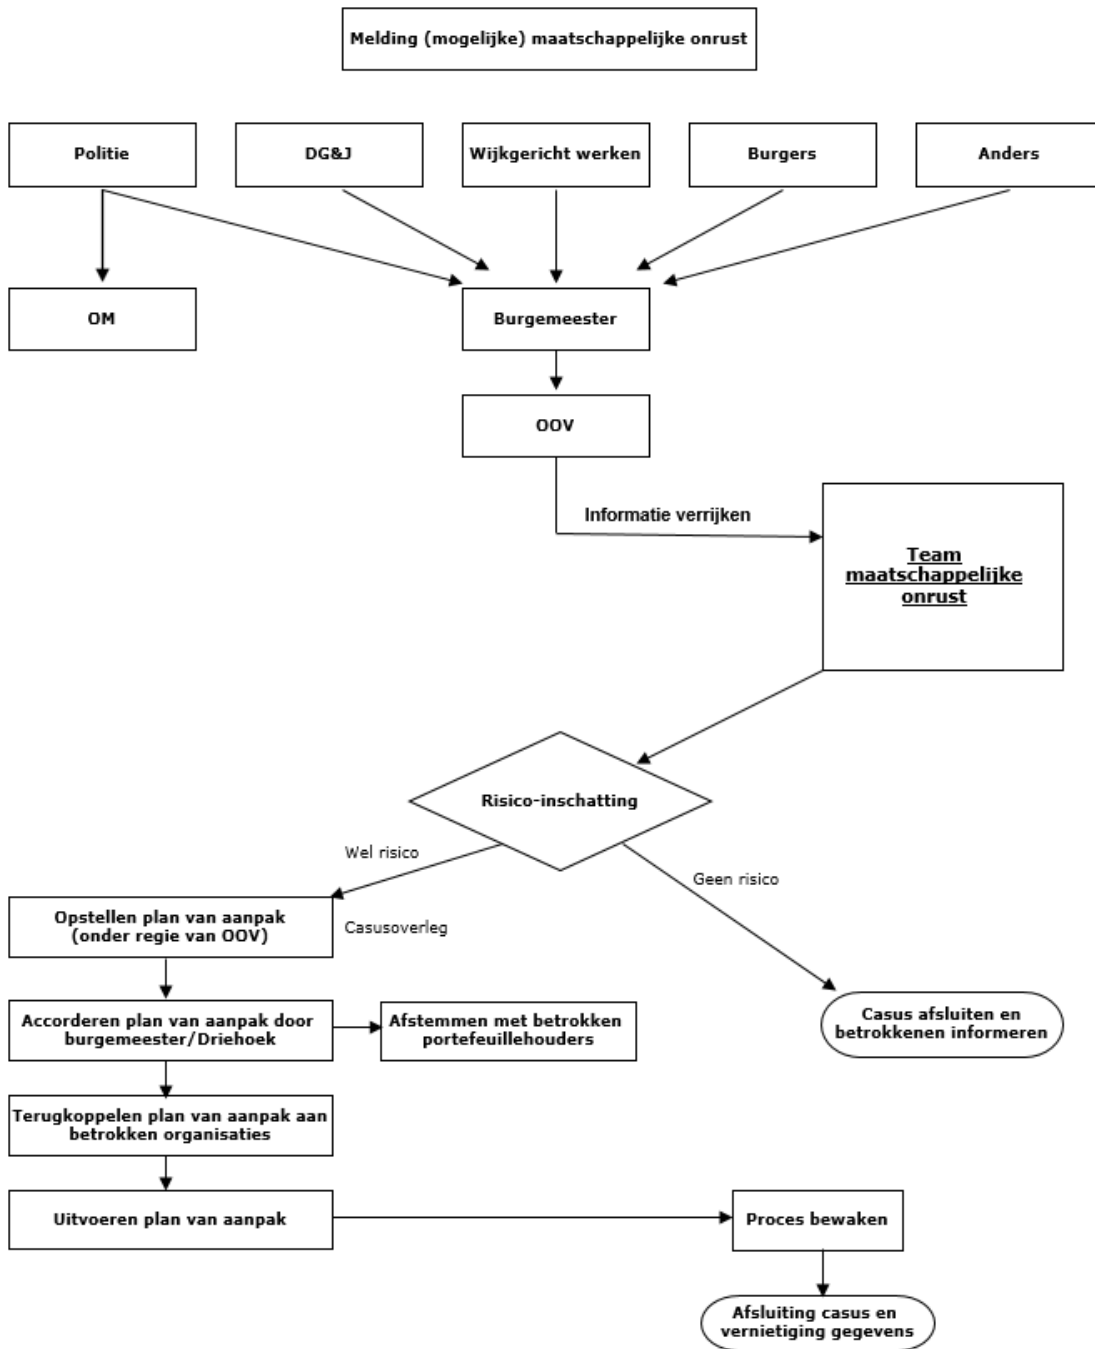 Melding (mogelijke) maatschappelijke onrust
Politie
DG&J
Wijkgericht werken
Burgers
Anders
OM
Burgemeester
OOV
Informatie verrijken
Team
maatschappelijke
onrust
Risico-inschatting
Wel risico
Geen risico
Opstellen plan van aanpak
(onder regie van OOV)
Casusoverleg
Accorderen plan van aanpak door
burgemeester/Driehoek
Afstemmen met betrokken
portefeuillehouders
Casus afsluiten en
betrokkenen informeren
Terugkoppelen plan van aanpak aan
betrokken organisaties
Uitvoeren plan van aanpak
Proces bewaken
Afsluiting casus en
vernietiging gegevens